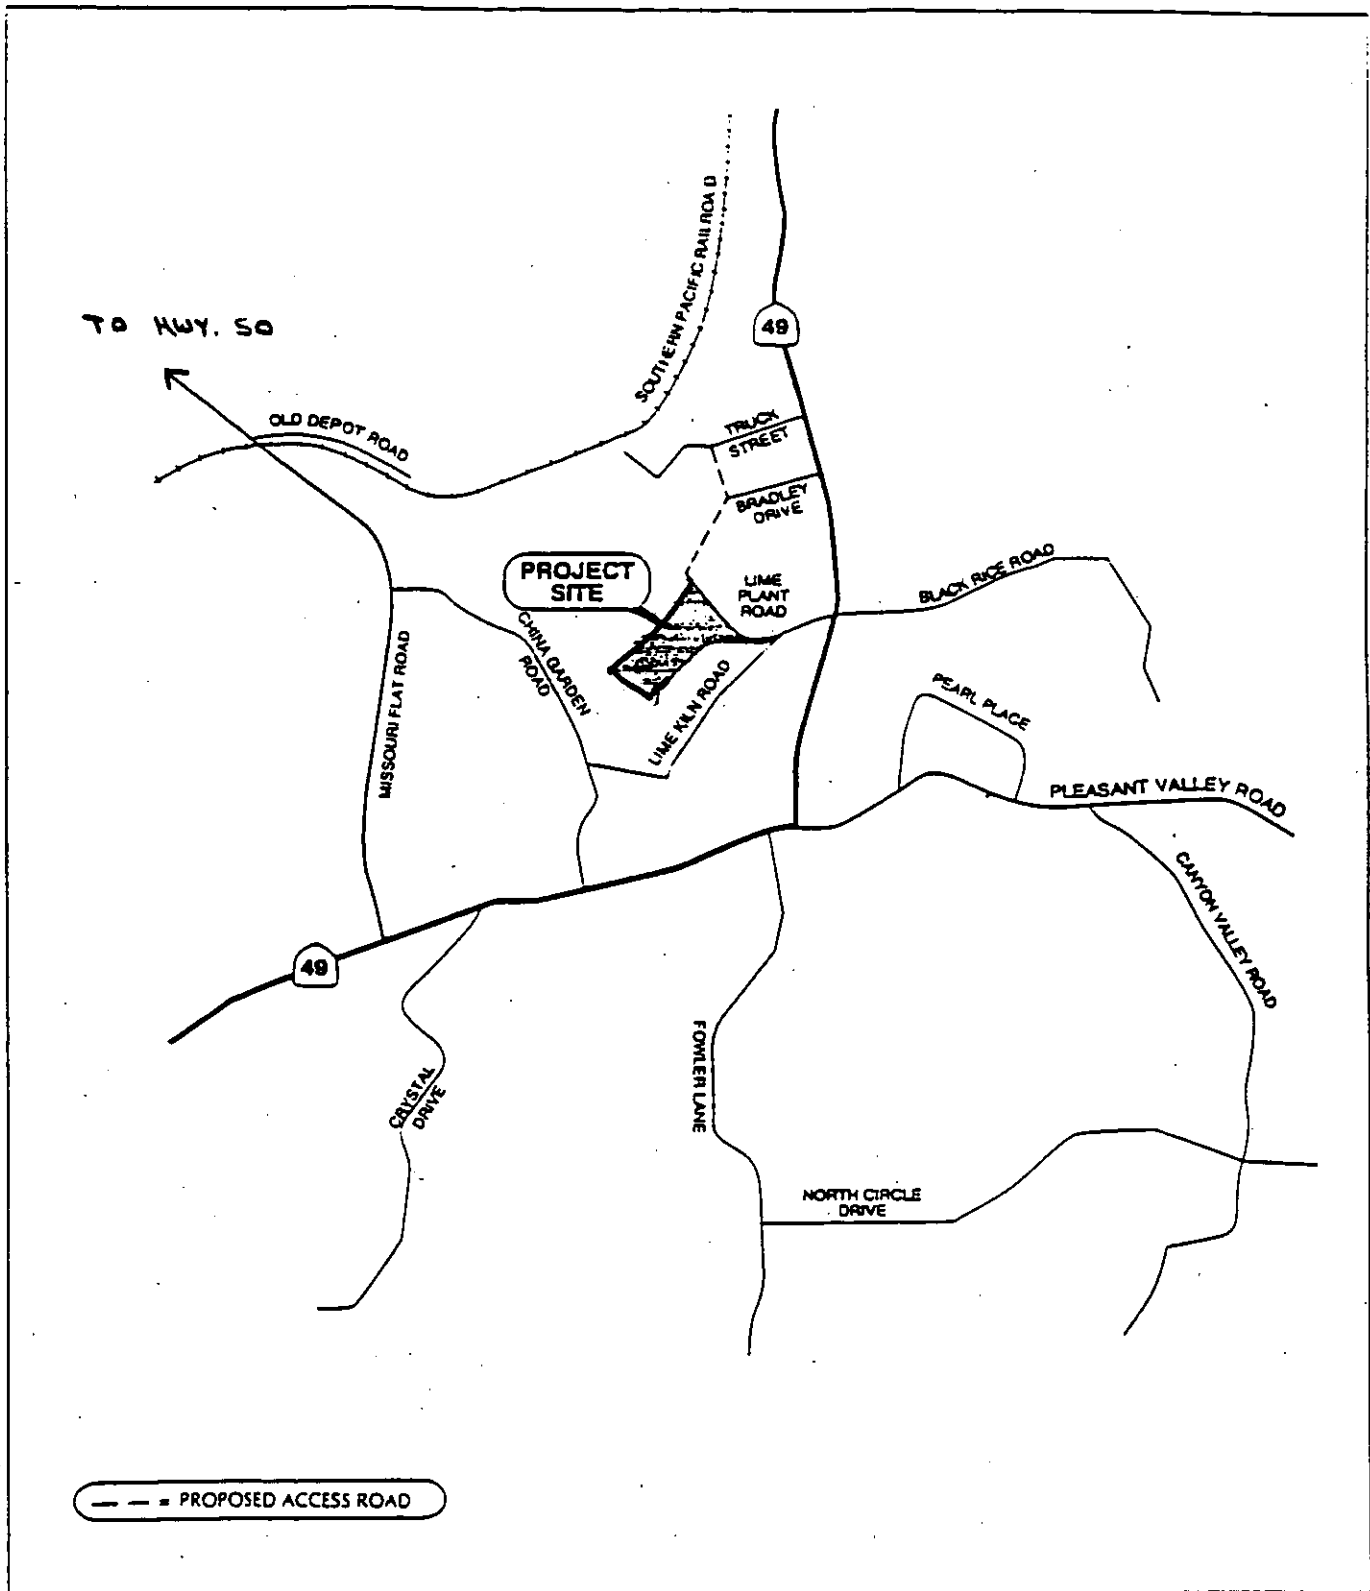 SOUTHERN PACIFIC RAILROAD
TO HWY. 50
49
OLD DEPOT ROAD
TRUCK
STREET
BRADLEY
DRIVE
PROJECT
SITE
LIME
PLANT
ROAD
BLACK RICE ROAD
CHINA GARDEN
ROAD
MISSOURI FLAT ROAD
LIME KILN ROAD
PEARL PLACE
PLEASANT VALLEY ROAD
CANYON VALLEY ROAD
49
CRYSTAL
DRIVE
FOWLER LANE
NORTH CIRCLE
DRIVE
= PROPOSED ACCESS ROAD